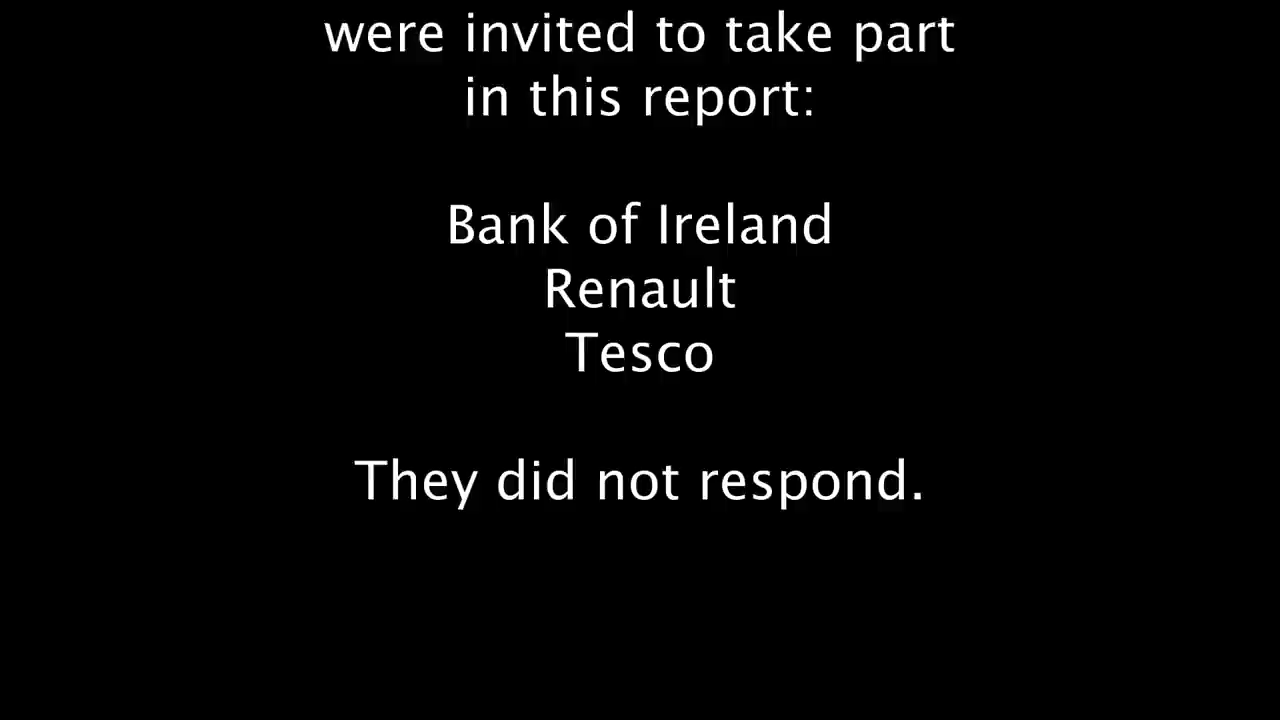 were invited to take part
in this report:
Bank of Ireland
Renault
Tesco
They did not respond.